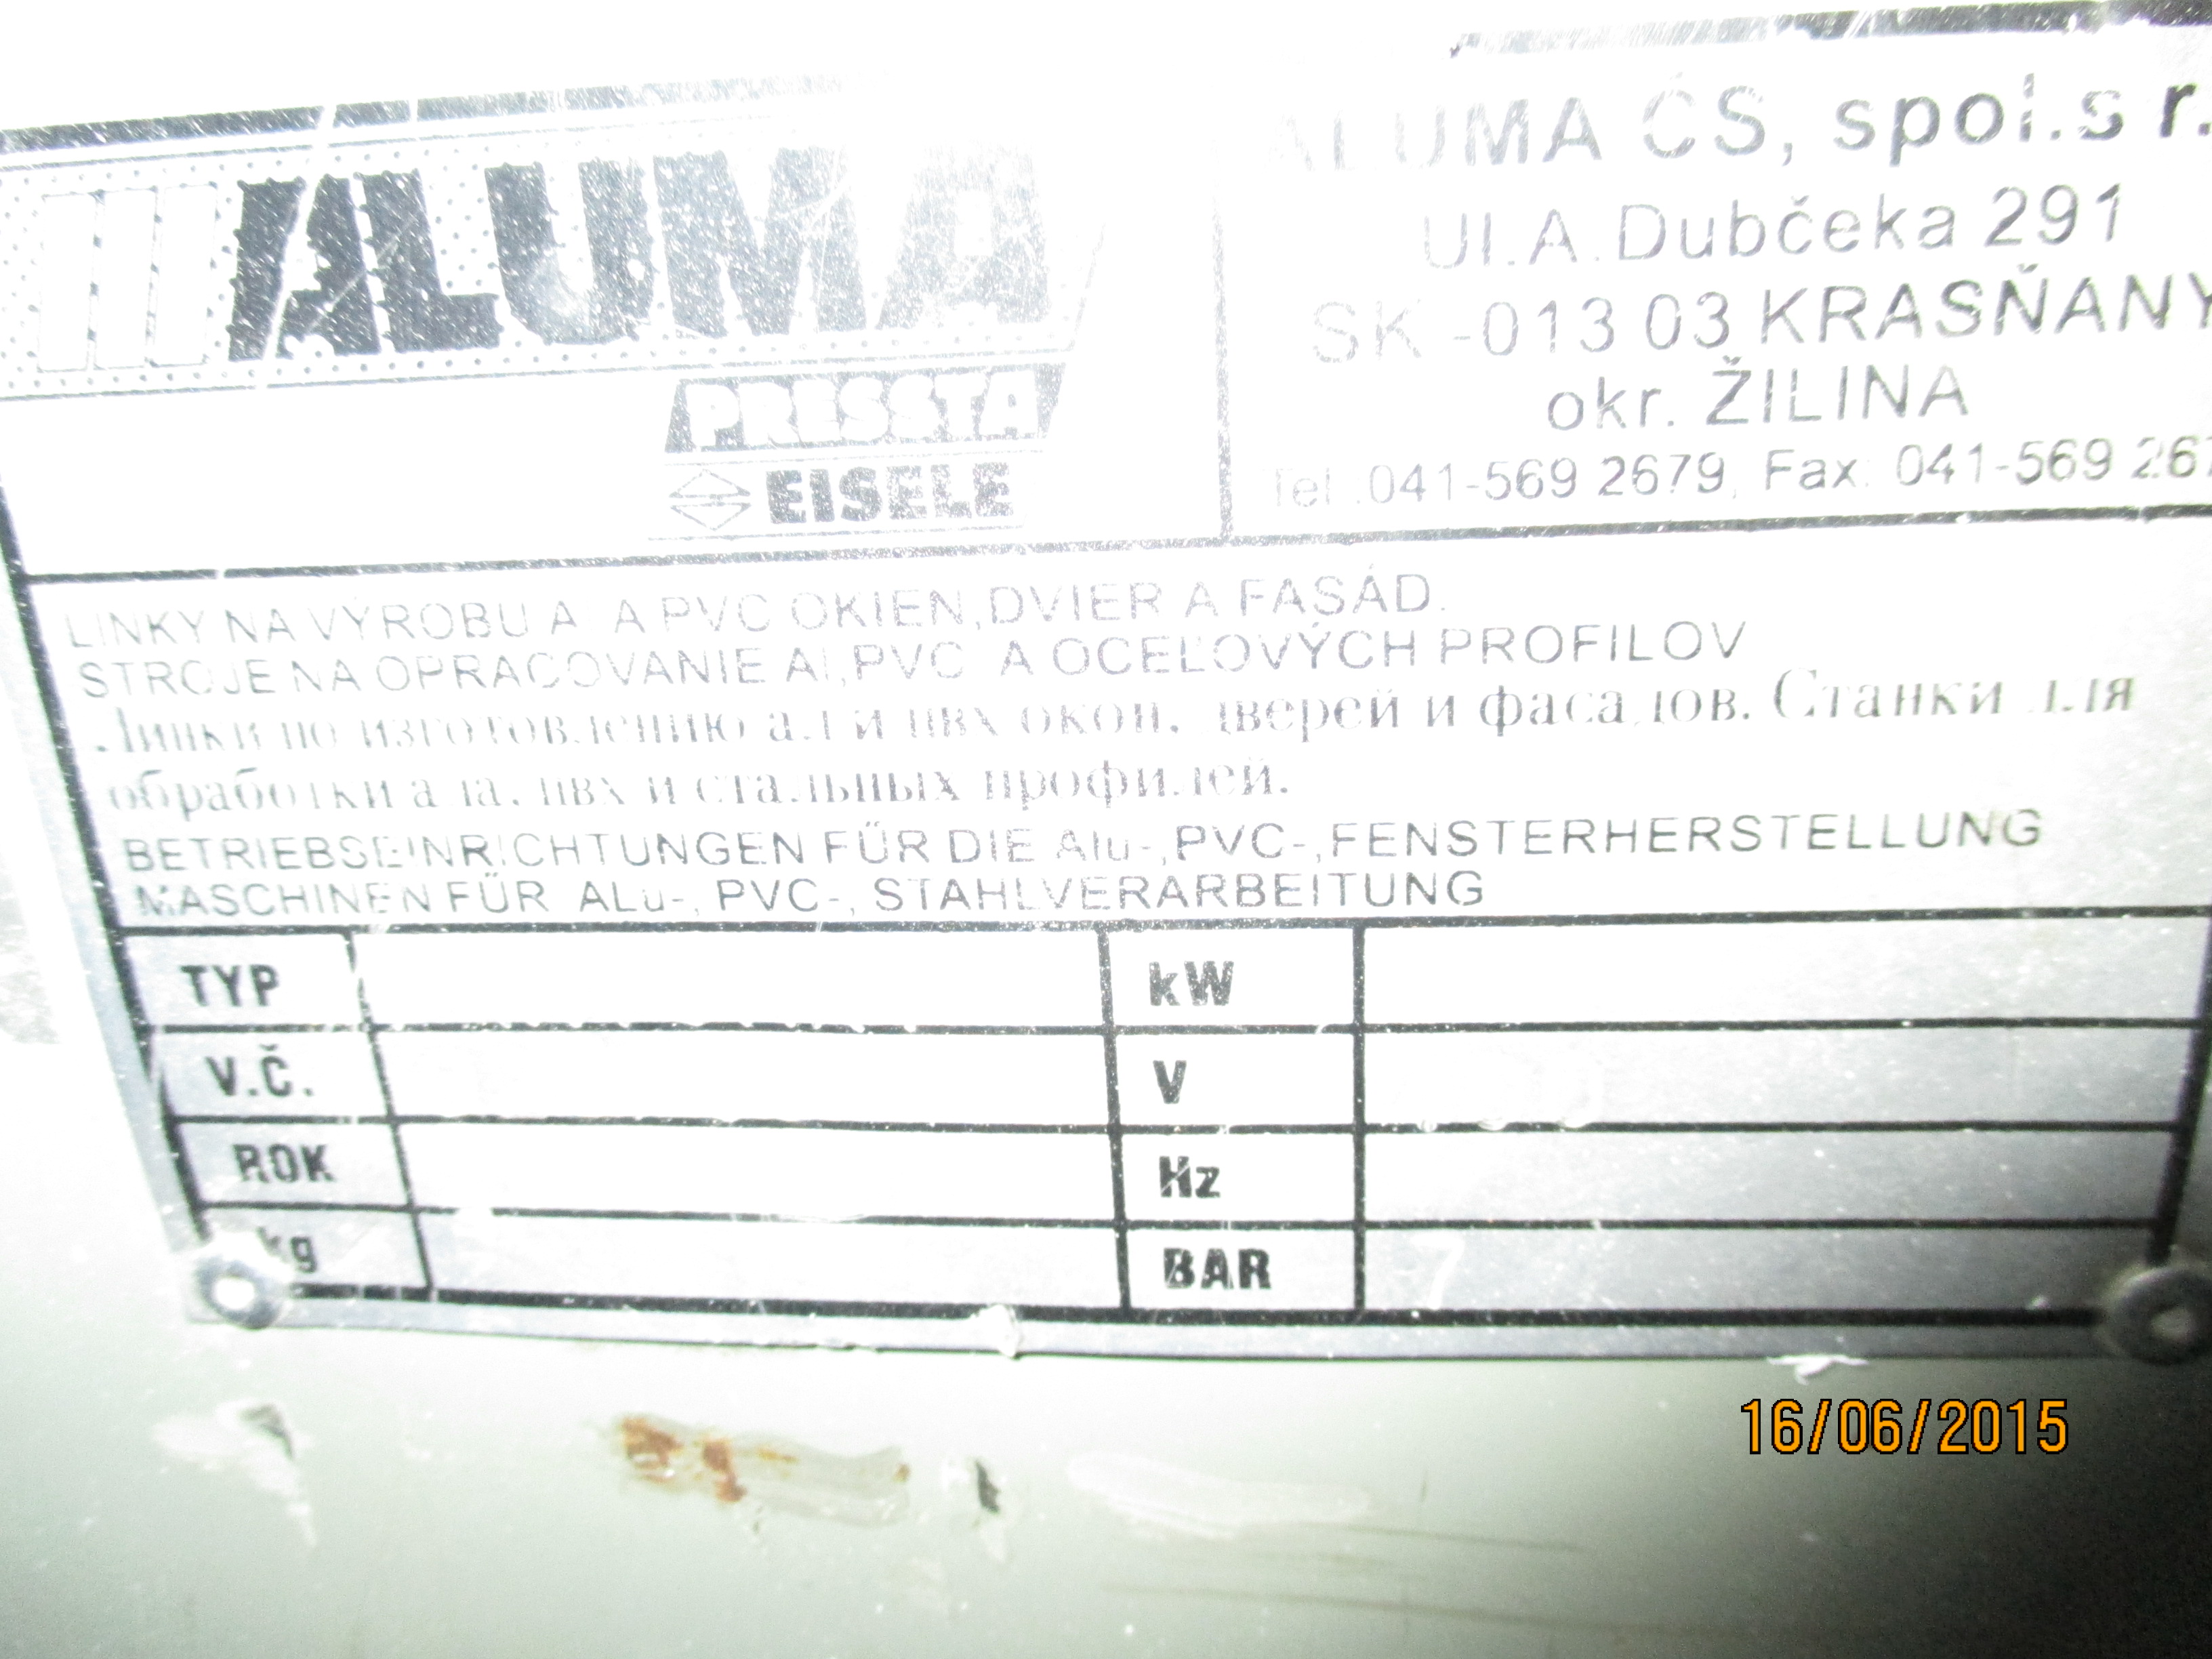 ALUMA
PRESSTA
EISELE
ALUMA ČS, spol.s r.
Ul.A.Dubčeka 291
SK -013 03 KRASŇANY
okr. ŽILINA
Tel.:041-569 2679, Fax: 041-569 267
LINKY NA VÝROBU A A PVC OKIEN,DVIER A FASÁD.
STROJE NA OPRACOVANIE Al,PVC A OCEĽOVÝCH PROFILOV
Линки по изготовлению ал и пвх окон, дверей и фасадов. Станки для
обработки ала, пвх и стальных профилей.
BETRIEBSEINRICHTUNGEN FÜR DIE Alu-,PVC-,FENSTERHERSTELLUNG
MASCHINEN FÜR ALu-, PVC-, STAHLVERARBEITUNG
TYP kW
V.Č. V
ROK Hz
kg BAR 7
16/06/2015